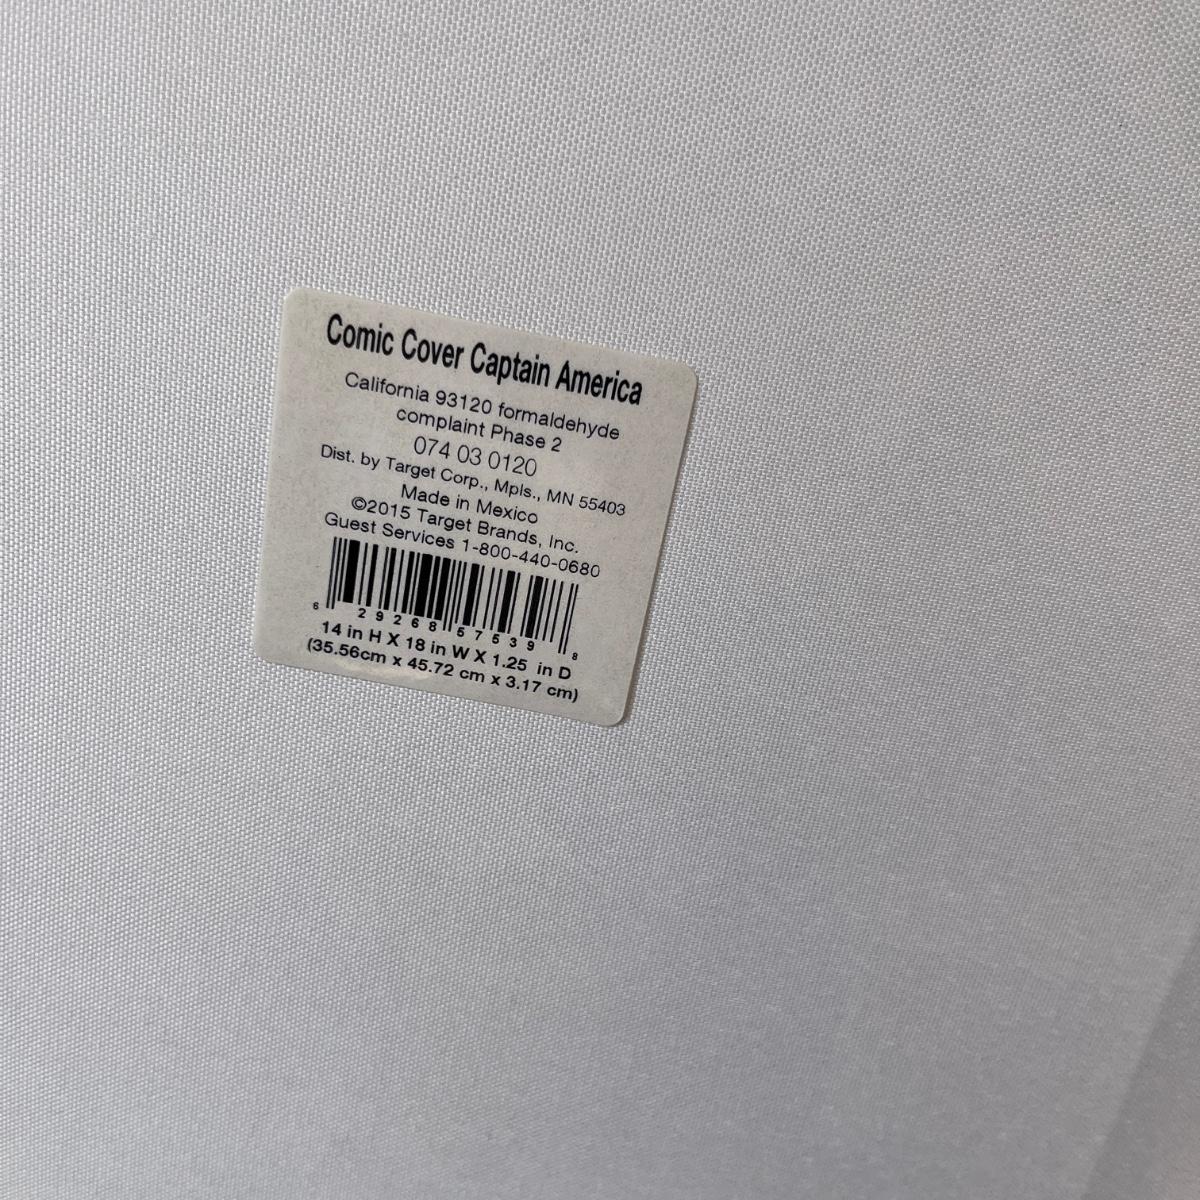 Comic Cover Captain America
California 93120 formaldehyde
complaint Phase 2
074 03 0120
Dist. by Target Corp., Mpls., MN 55403
Made in Mexico
©2015 Target Brands, Inc.
Guest Services 1-800-440-0680
6 29268 57539 8
14 in H X 18 in W X 1.25 in D
(35.56cm x 45.72 cm x 3.17 cm)